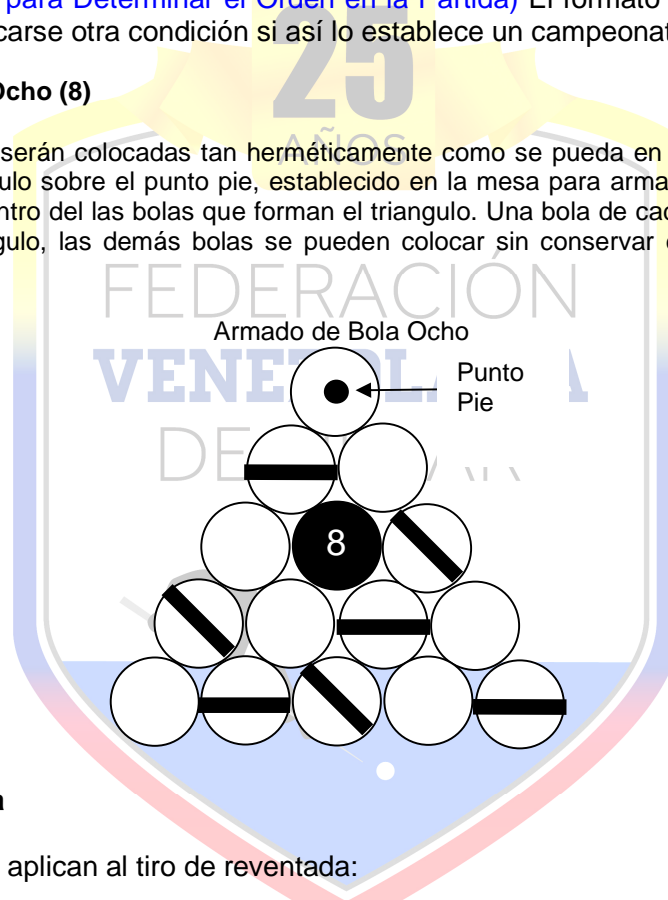 para Determinar el Orden en la Partida) El formato
carse otra condición si así lo establece un campeonat
Ocho (8)
25
AÑOS
serán colocadas tan herméticamente como se pueda en
ulo sobre el punto pie, establecido en la mesa para arma
ntro del las bolas que forman el triangulo. Una bola de cad
gulo, las demás bolas se pueden colocar sin conservar
FEDERACIÓN
Armado de Bola Ocho
Punto
Pie
8
a
aplican al tiro de reventada: